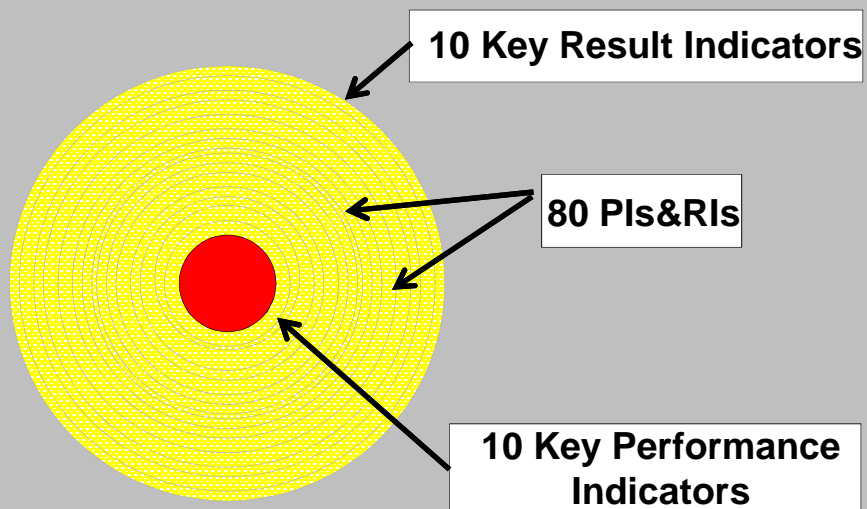 10 Key Result Indicators
80 PIs&RIs
10 Key Performance
Indicators